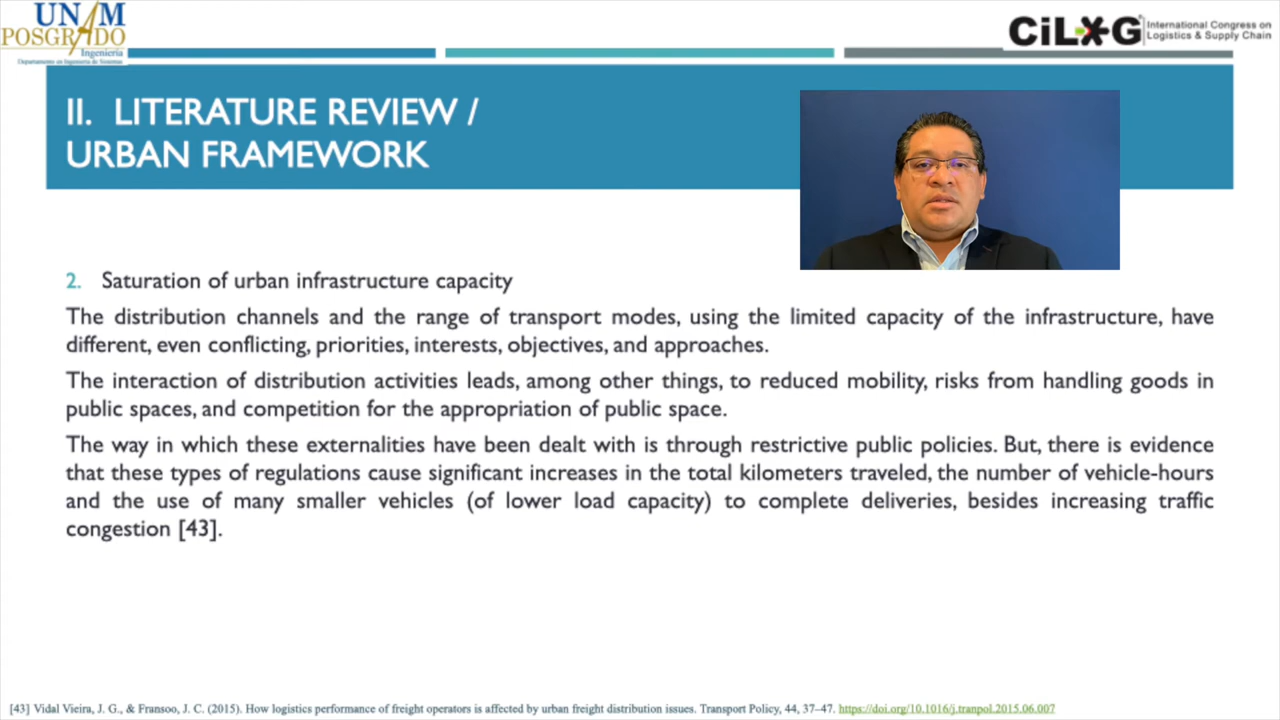 UNAM
POSGRADO
Ingeniería
Departamento en Ingeniería de Sistemas
CiLOG
International Congress on
Logistics & Supply Chain
II. LITERATURE REVIEW /
URBAN FRAMEWORK
2. Saturation of urban infrastructure capacity
The distribution channels and the range of transport modes, using the limited capacity of the infrastructure, have
different, even conflicting, priorities, interests, objectives, and approaches.
The interaction of distribution activities leads, among other things, to reduced mobility, risks from handling goods in
public spaces, and competition for the appropriation of public space.
The way in which these externalities have been dealt with is through restrictive public policies. But, there is evidence
that these types of regulations cause significant increases in the total kilometers traveled, the number of vehicle-hours
and the use of many smaller vehicles (of lower load capacity) to complete deliveries, besides increasing traffic
congestion [43].
[43] Vidal Vieira, J. G., & Fransoo, J. C. (2015). How logistics performance of freight operators is affected by urban freight distribution issues. Transport Policy, 44, 37–47. https://doi.org/10.1016/j.tranpol.2015.06.007